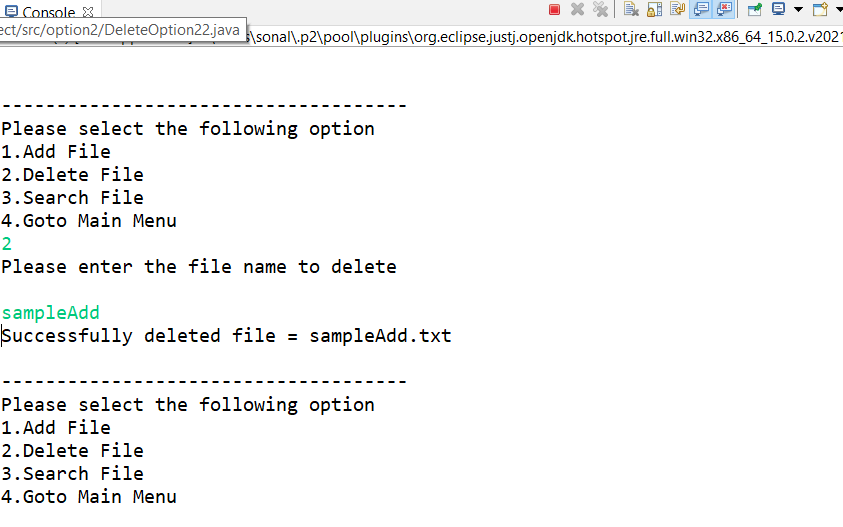 Console
ect/src/option2/DeleteOption22.java
s\sonal\.p2\pool\plugins\org.eclipse.justj.openjdk.hotspot.jre.full.win32.x86_64_15.0.2.v2021
---------------------------------------
Please select the following option
1.Add File
2.Delete File
3.Search File
4.Goto Main Menu
2
Please enter the file name to delete
sampleAdd
Successfully deleted file = sampleAdd.txt
---------------------------------------
Please select the following option
1.Add File
2.Delete File
3.Search File
4.Goto Main Menu